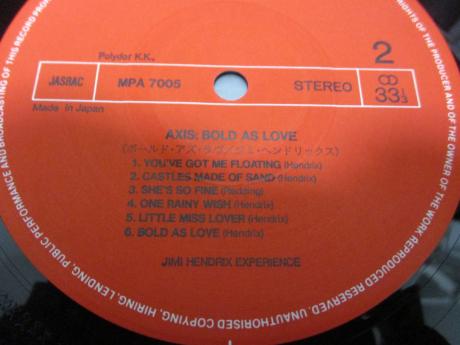 Polydor K.K.,
2
JASRAC
MPA 7005
STEREO
33 1/3
Made in Japan
AXIS: BOLD AS LOVE
(ボールド・アズ・ラヴ/ジミ・ヘンドリックス)
1. YOU'VE GOT ME FLOATING (Hendrix)
2. CASTLES MADE OF SAND (Hendrix)
3. SHE'S SO FINE (Redding)
4. ONE RAINY WISH (Hendrix)
5. LITTLE MISS LOVER (Hendrix)
6. BOLD AS LOVE (Hendrix)
JIMI HENDRIX EXPERIENCE
RIGHTS OF THE PRODUCER AND OF THE OWNER OF THE WORK REPRODUCED RESERVED. UNAUTHORISED COPYING, HIRING, LENDING, PUBLIC PERFORMANCE AND BROADCASTING OF THIS RECORD PROH